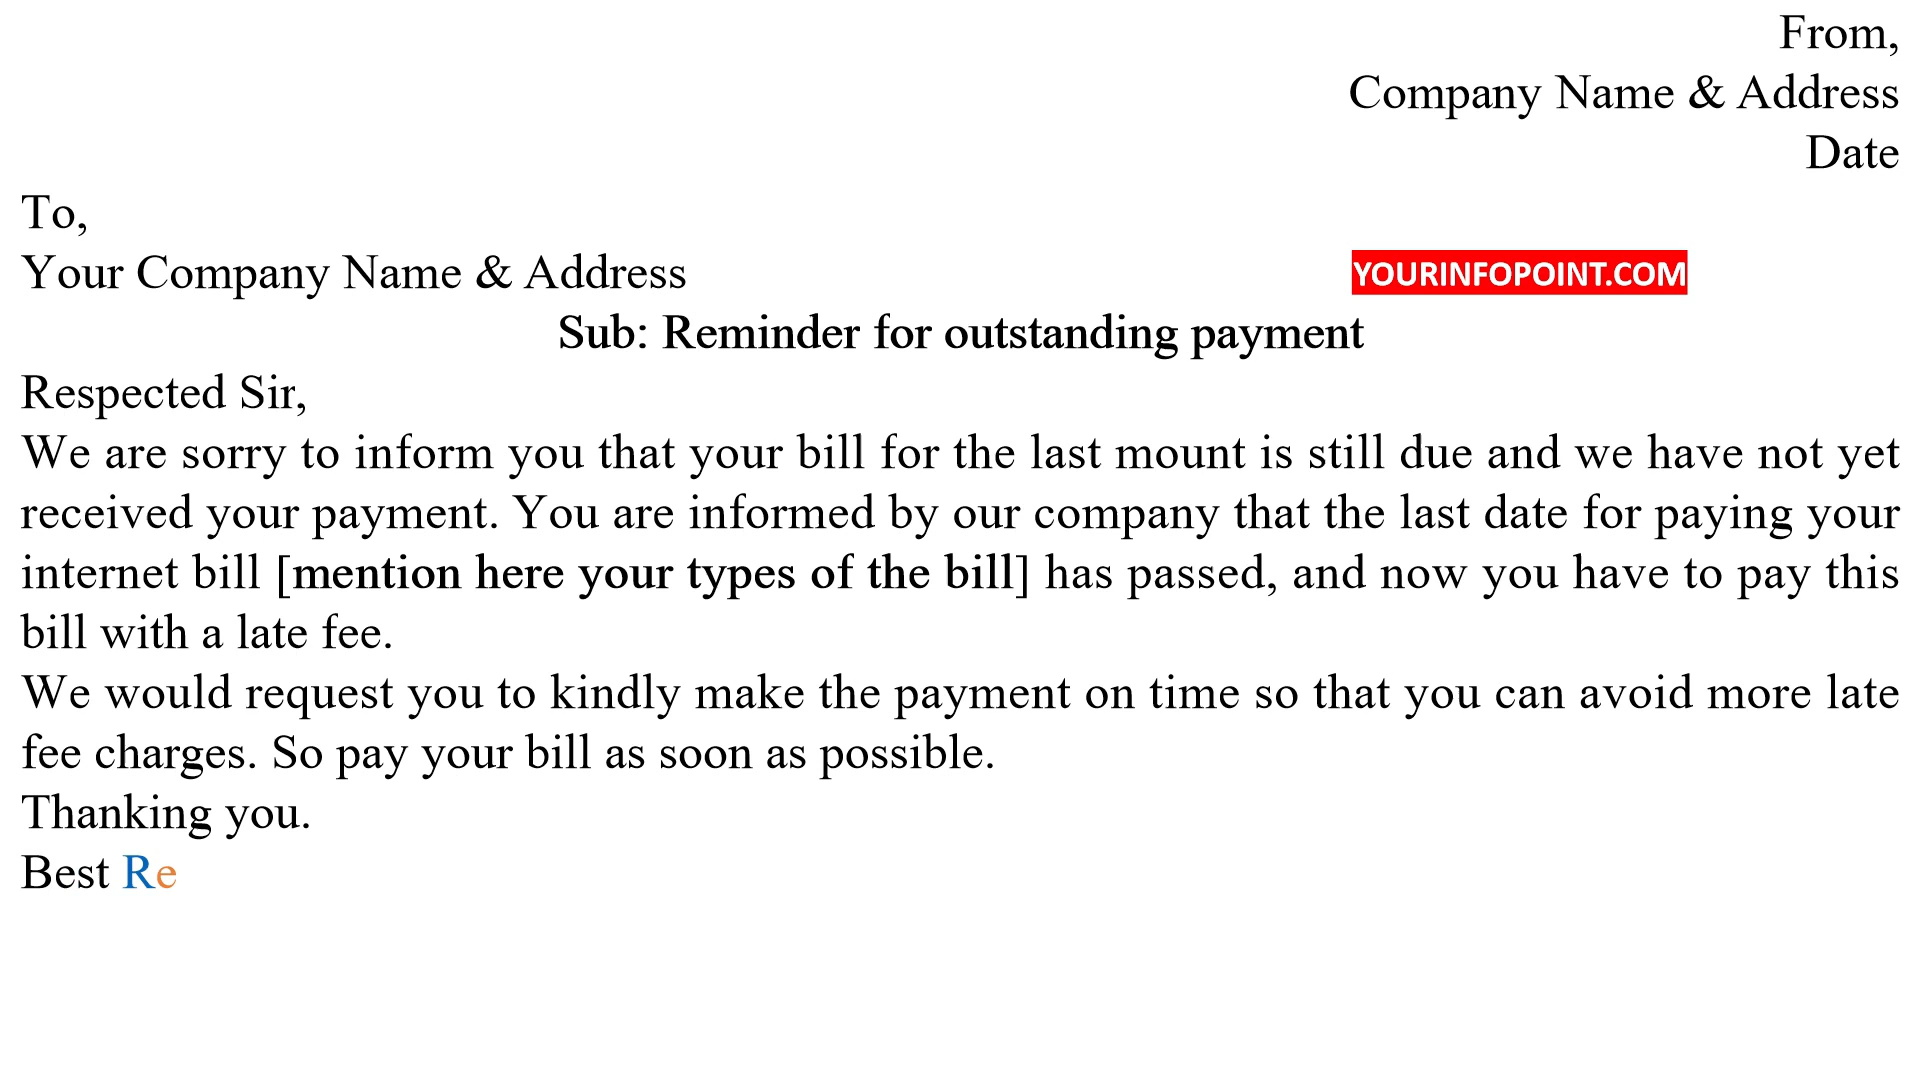 From,
Company Name & Address
Date
To,
Your Company Name & Address
YOURINFOPOINT.COM
Sub: Reminder for outstanding payment
Respected Sir,
We are sorry to inform you that your bill for the last mount is still due and we have not yet
received your payment. You are informed by our company that the last date for paying your
internet bill [mention here your types of the bill] has passed, and now you have to pay this
bill with a late fee.
We would request you to kindly make the payment on time so that you can avoid more late
fee charges. So pay your bill as soon as possible.
Thanking you.
Best Re